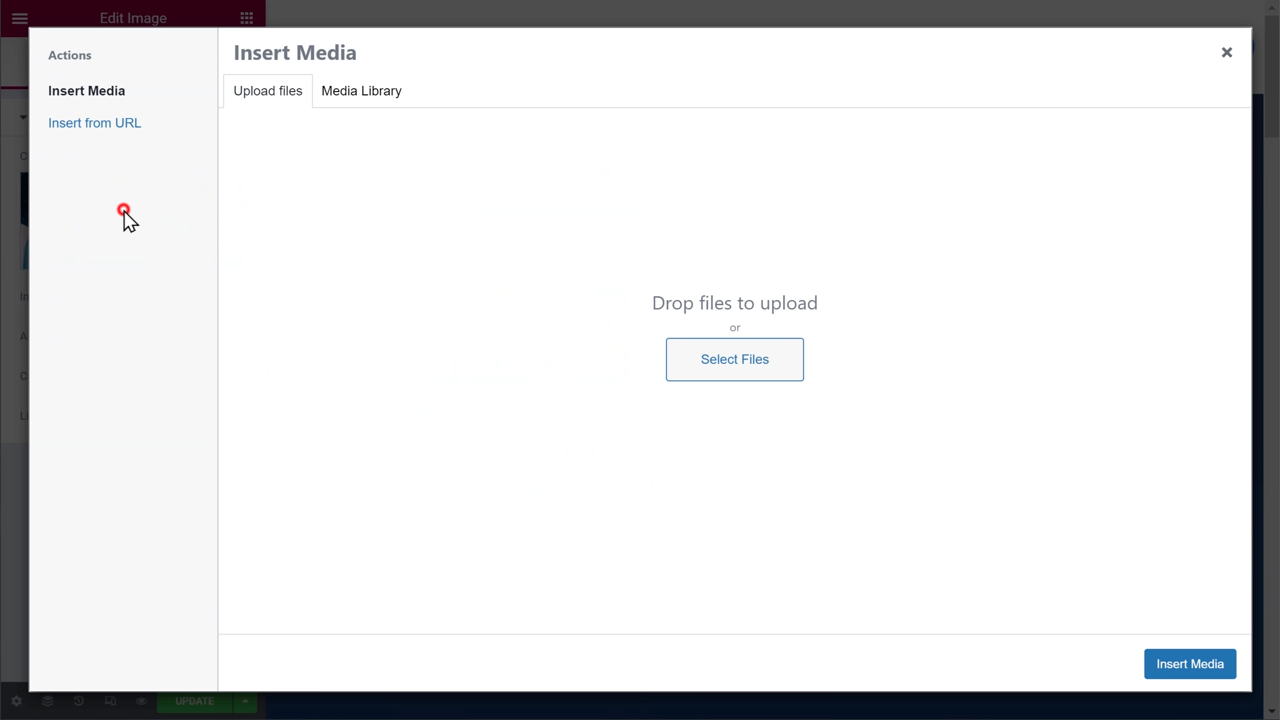 Edit Image
Actions
Insert Media
Insert from URL
Insert Media
Upload files
Media Library
Drop files to upload
or
Select Files
Insert Media
UPDATE